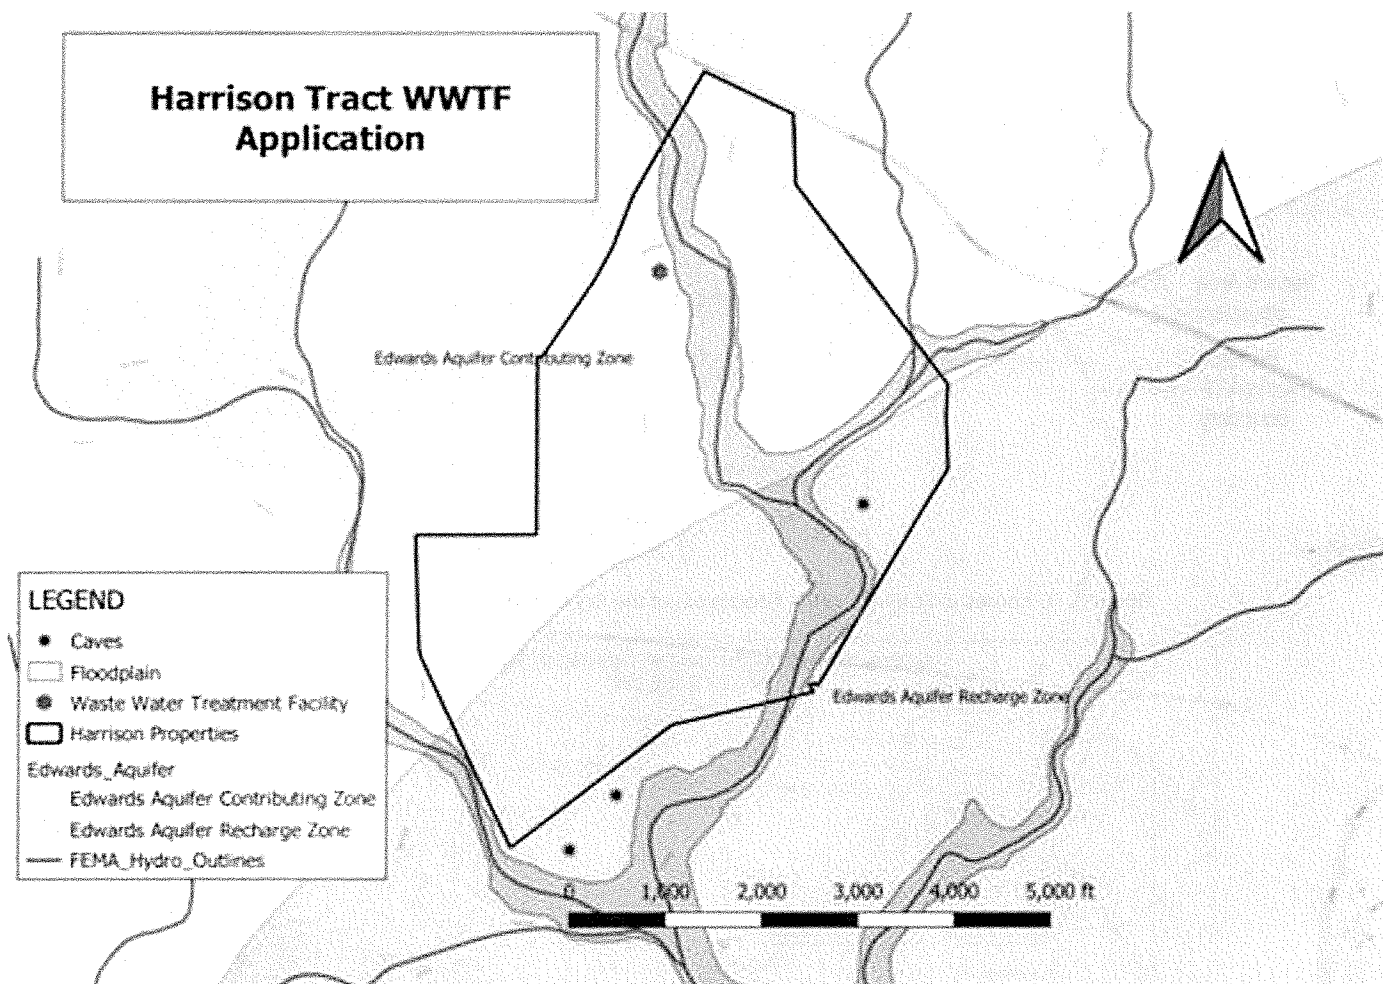 Harrison Tract WWTF
Application
Edwards Aquifer Contributing Zone
Edwards Aquifer Recharge Zone
LEGEND
Caves
Floodplain
Waste Water Treatment Facility
Harrison Properties
Edwards_Aquifer
Edwards Aquifer Contributing Zone
Edwards Aquifer Recharge Zone
FEMA_Hydro_Outlines
0 1,000 2,000 3,000 4,000 5,000 ft